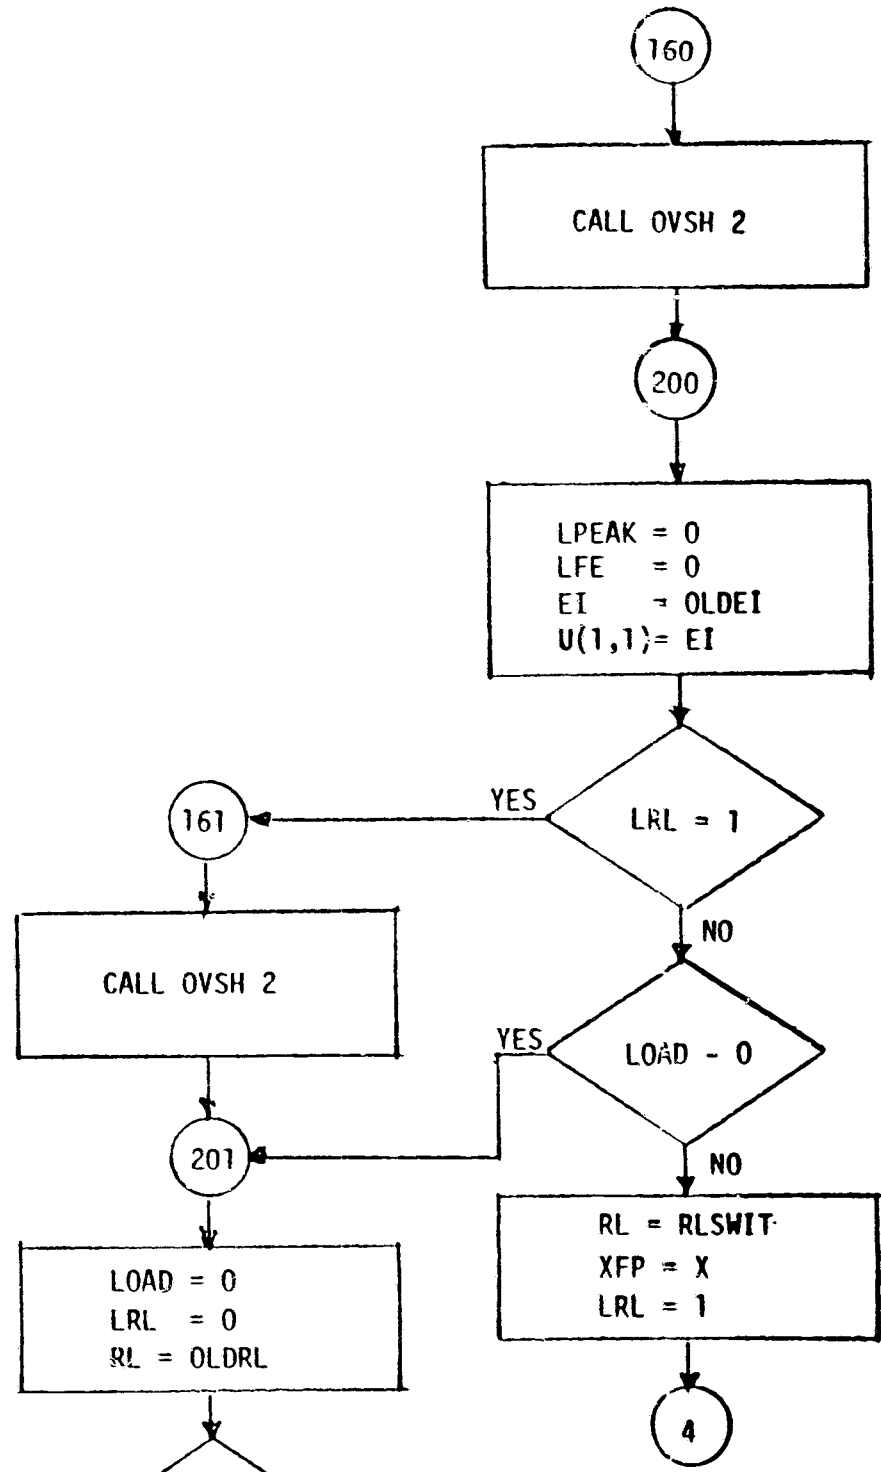 160
CALL OVSH 2
200
LPEAK = 0
LFE = 0
EI = OLDEI
U(1,1)= EI
YES
LRL = 1
161
NO
CALL OVSH 2
YES
LOAD - 0
201
NO
RL = RLSWIT
XFP = X
LRL = 1
LOAD = 0
LRL = 0
RL = OLDRL
4